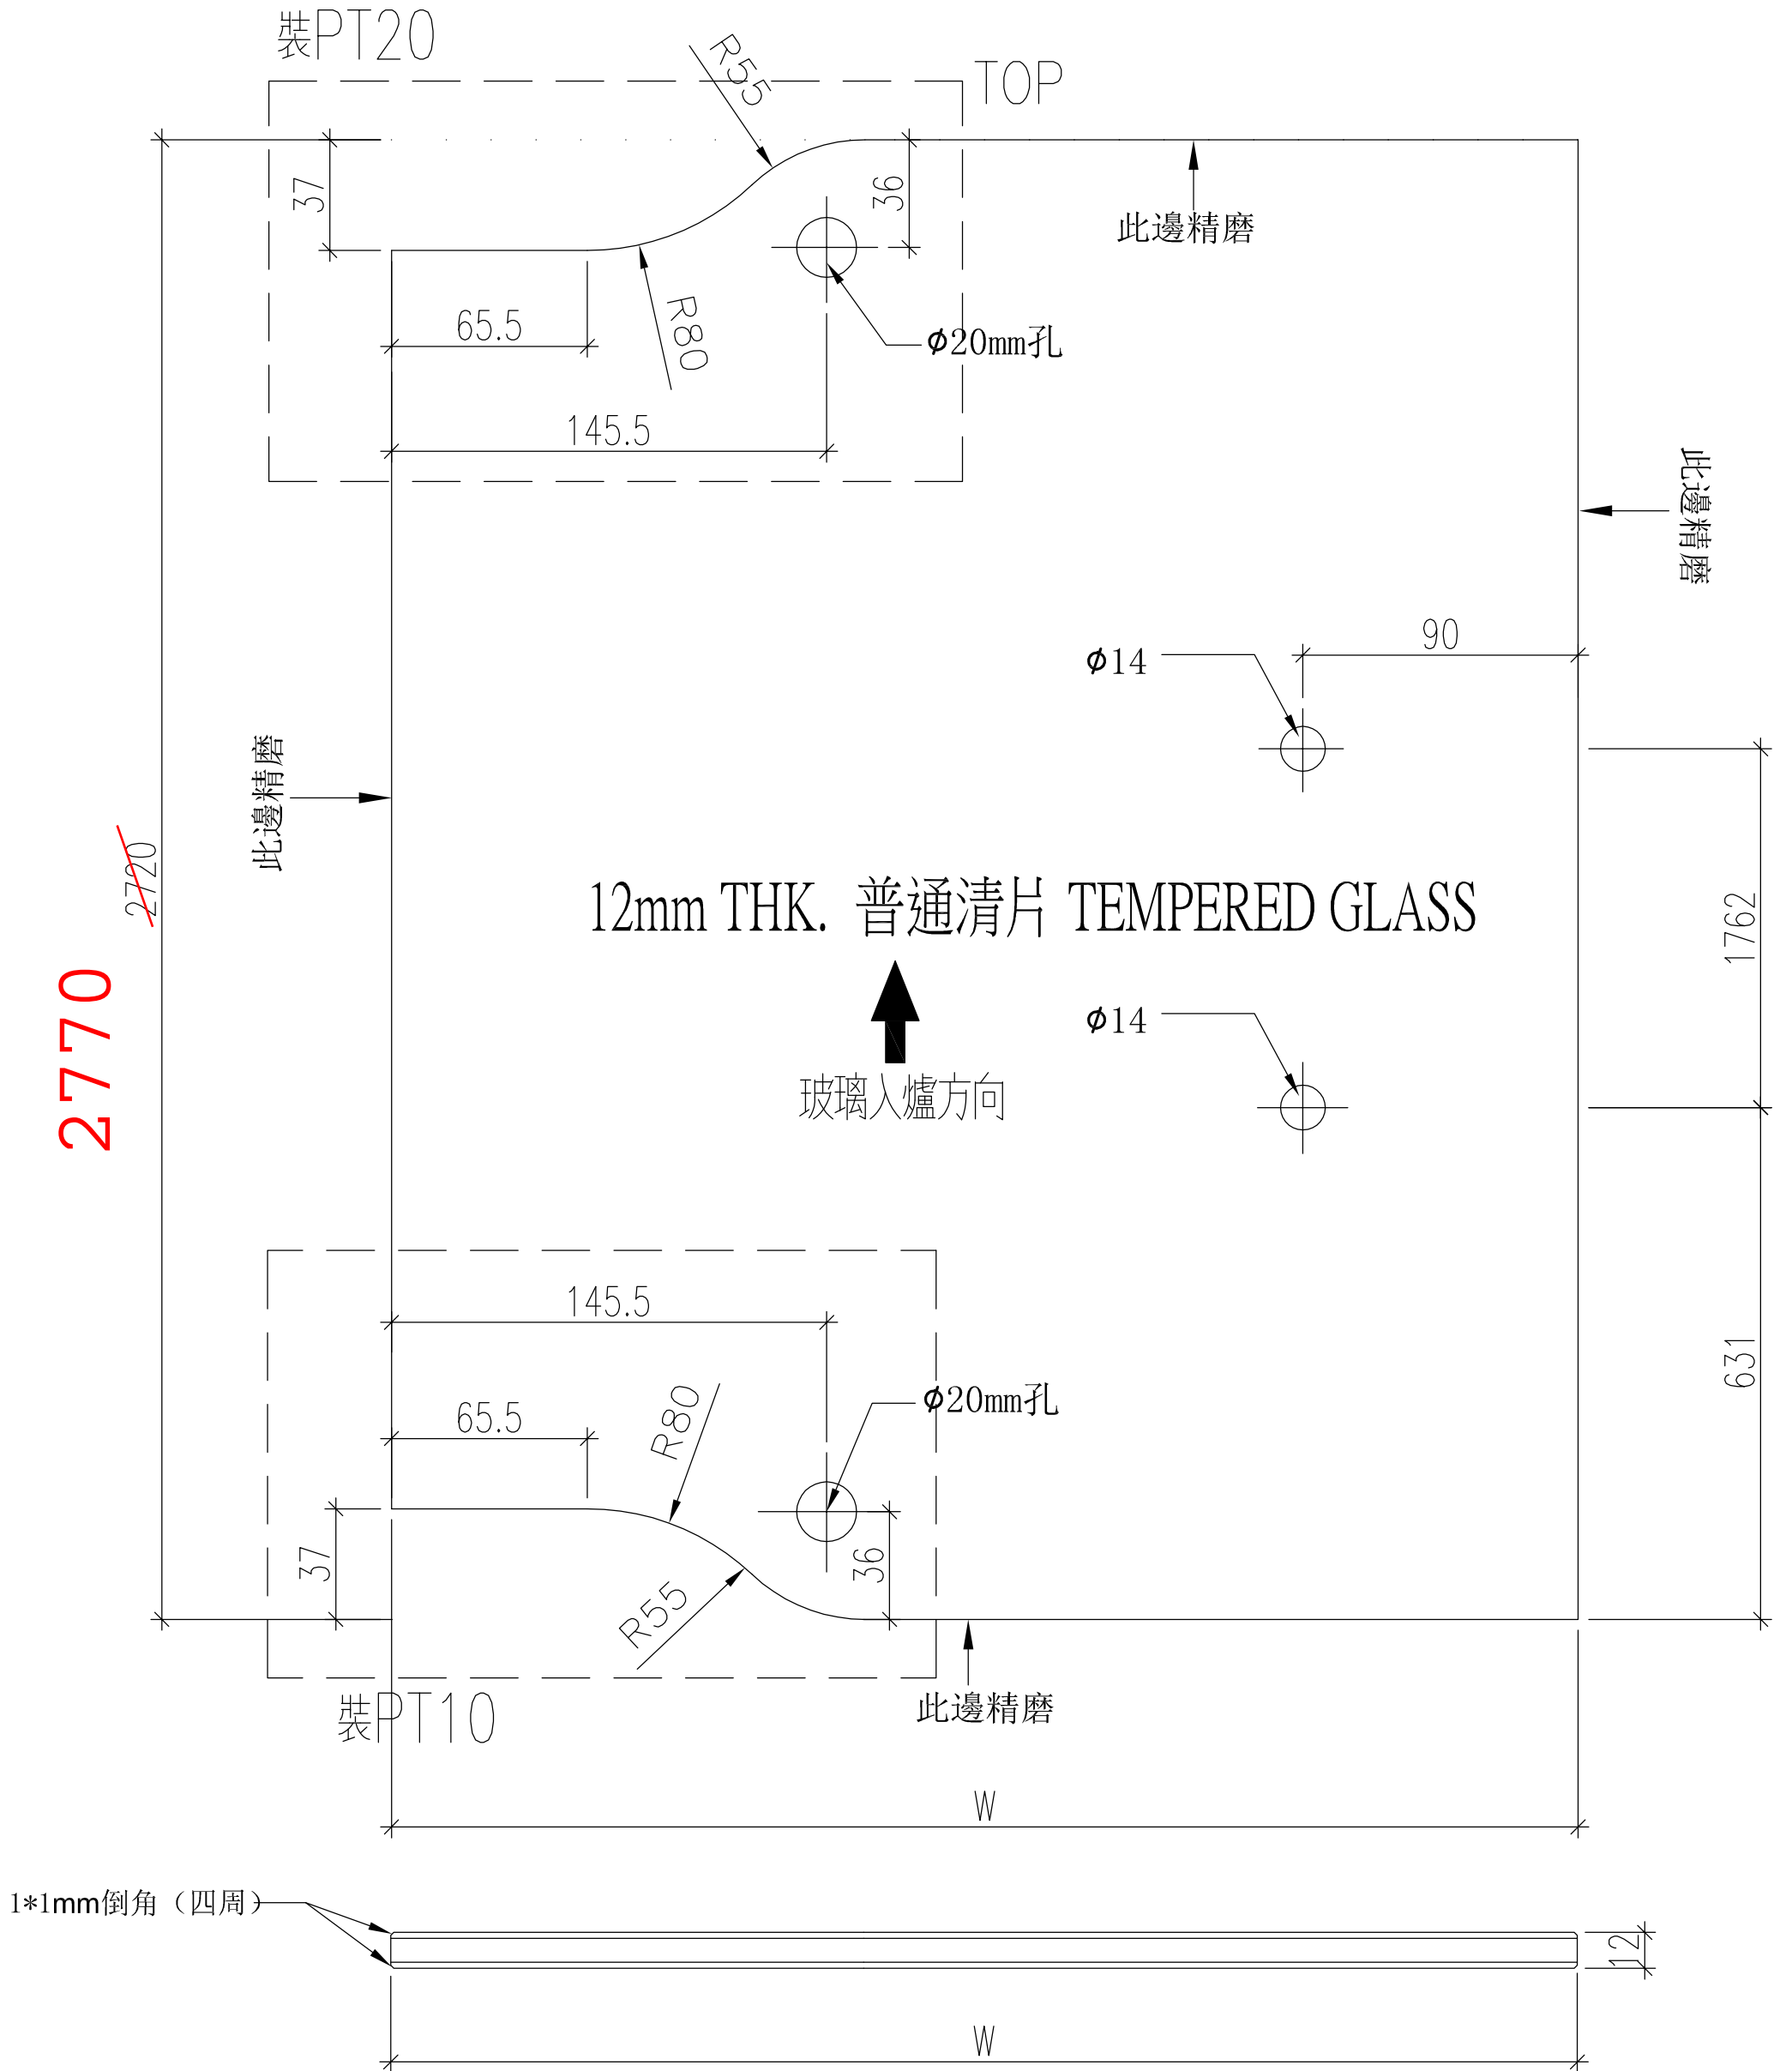 裝PT20
TOP
R55
37
36
此邊精磨
R80
65.5
ϕ20mm孔
145.5
此邊精磨
90
ϕ14
此邊精磨
2720
12mm THK. 普通清片 TEMPERED GLASS
1762
2770
ϕ14
玻璃入爐方向
145.5
631
R80
ϕ20mm孔
65.5
37
36
R55
此邊精磨
裝PT10
W
1*1mm倒角（四周）
12
W